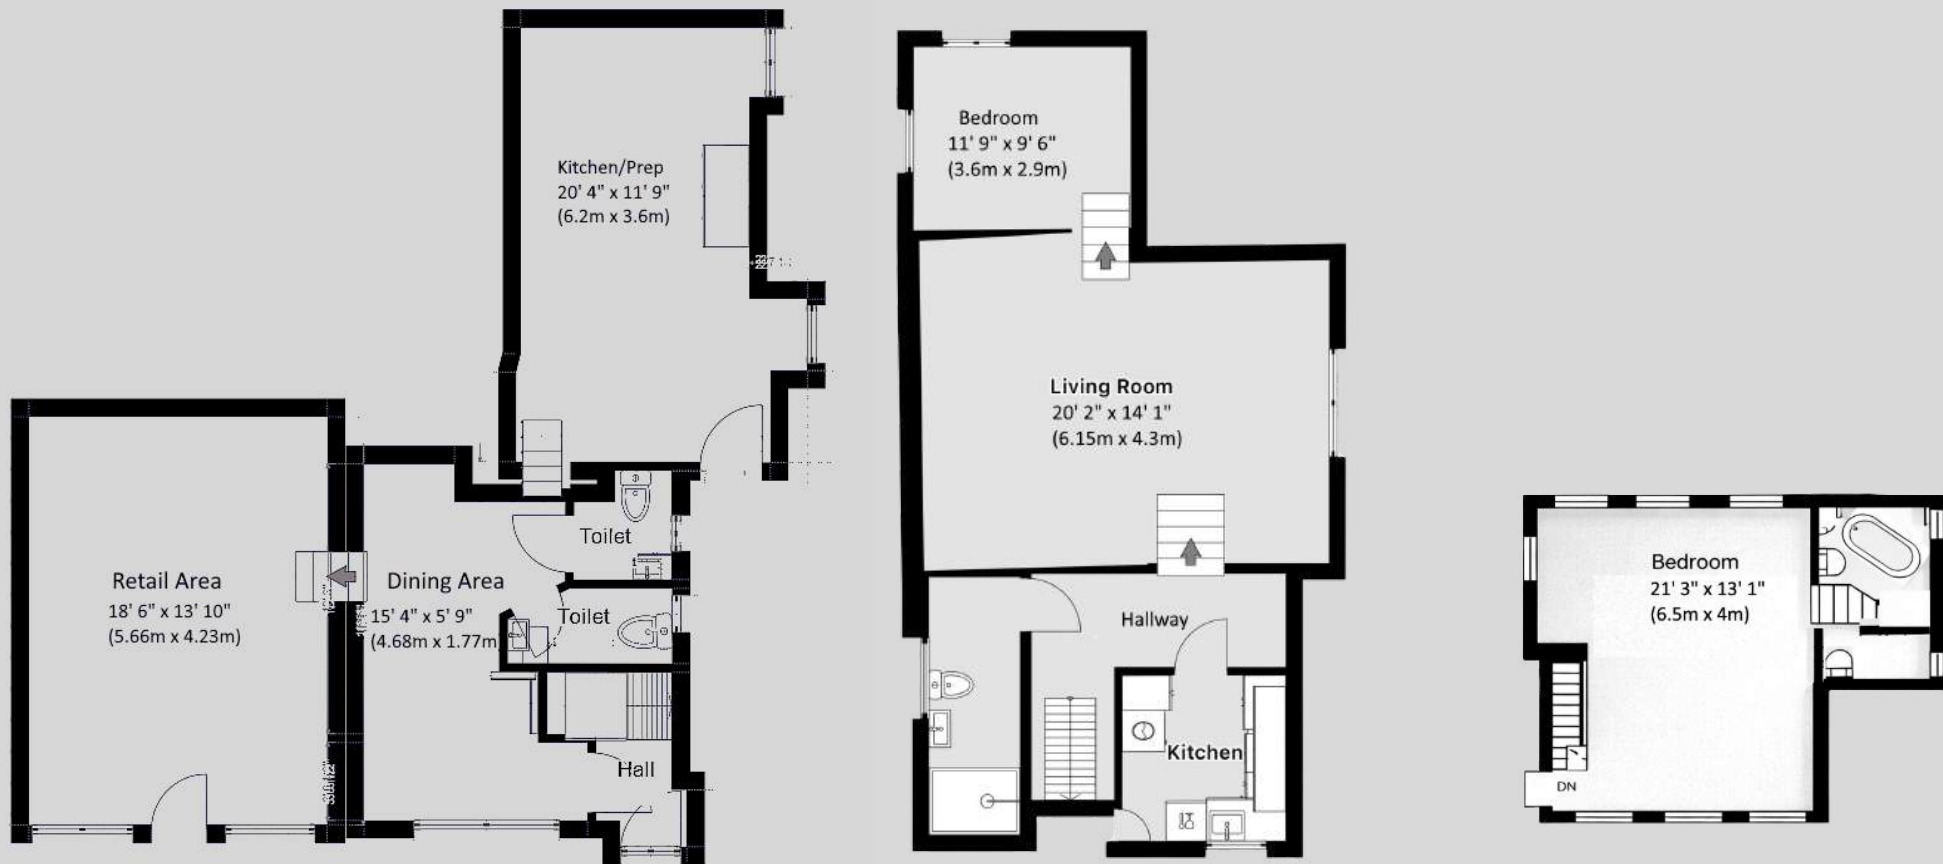 Kitchen/Prep
20' 4" x 11' 9"
(6.2m x 3.6m)
Retail Area
18' 6" x 13' 10"
(5.66m x 4.23m)
Dining Area
15' 4" x 5' 9"
(4.68m x 1.77m
Toilet
Toilet
Hall
Bedroom
11' 9" x 9' 6"
(3.6m x 2.9m)
Living Room
20' 2" x 14' 1"
(6.15m x 4.3m)
Hallway
Kitchen
Bedroom
21' 3" x 13' 1"
(6.5m x 4m)
DN